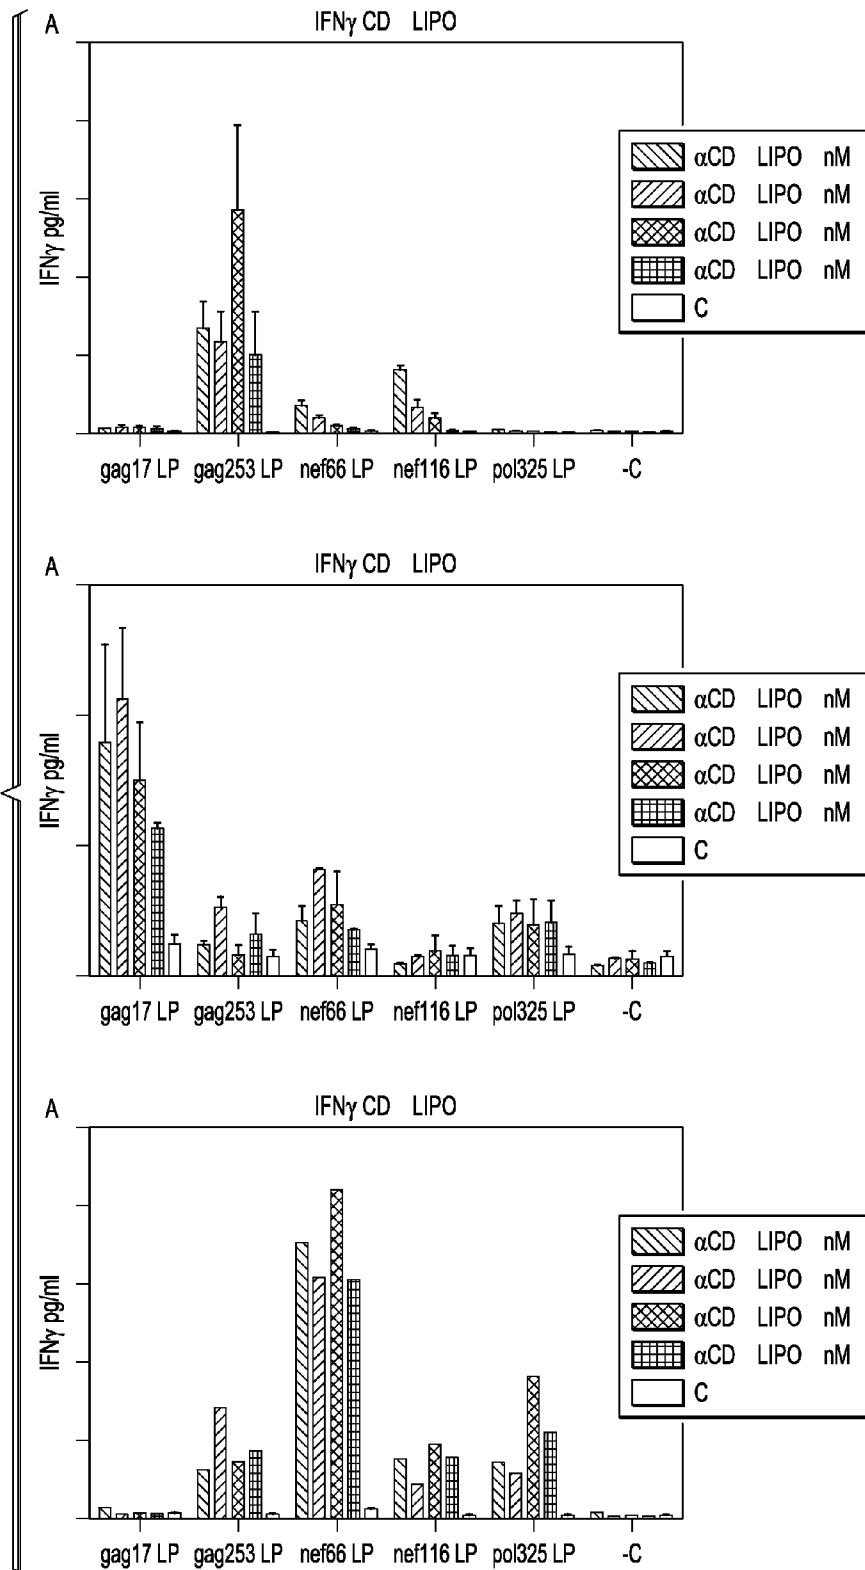 A IFNγ CD LIPO
IFNγ pg/ml
αCD LIPO nM
αCD LIPO nM
αCD LIPO nM
αCD LIPO nM
C
gag17 LP gag253 LP nef66 LP nef116 LP pol325 LP -C
A IFNγ CD LIPO
IFNγ pg/ml
αCD LIPO nM
αCD LIPO nM
αCD LIPO nM
αCD LIPO nM
C
gag17 LP gag253 LP nef66 LP nef116 LP pol325 LP -C
A IFNγ CD LIPO
IFNγ pg/ml
αCD LIPO nM
αCD LIPO nM
αCD LIPO nM
αCD LIPO nM
C
gag17 LP gag253 LP nef66 LP nef116 LP pol325 LP -C